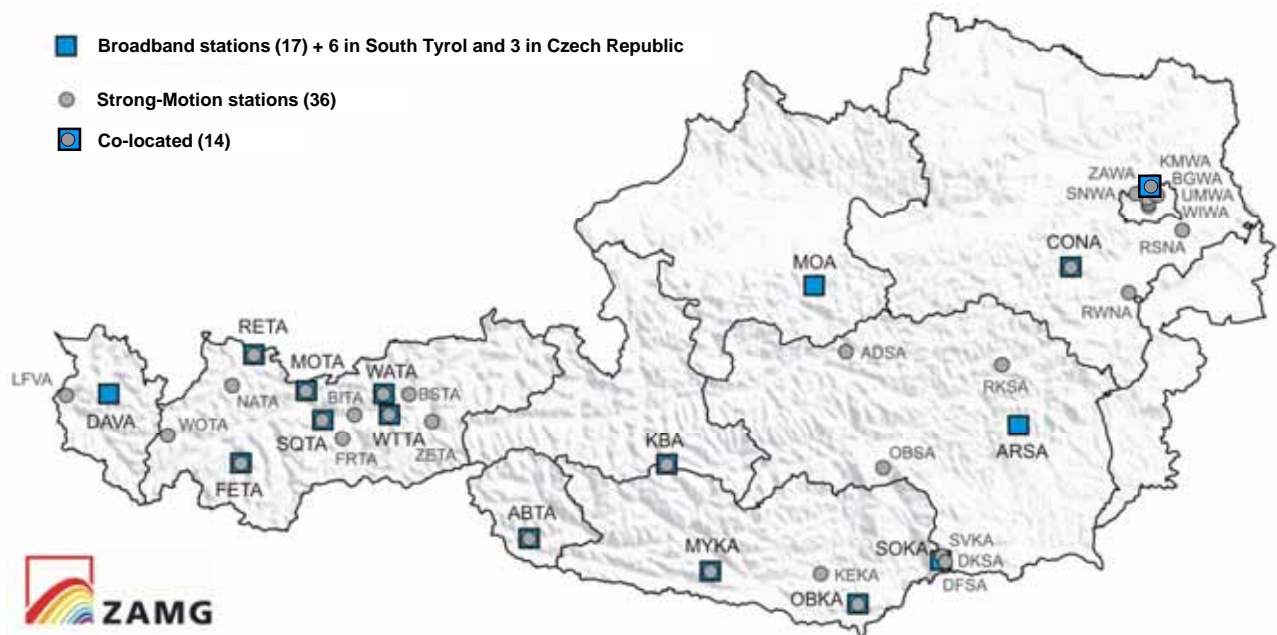 Broadband stations (17) + 6 in South Tyrol and 3 in Czech Republic
Strong-Motion stations (36)
Co-located (14)
KMWA
ZAWA
BGWA
SNWA
UMWA
WIWA
RSNA
CONA
MOA
RWNA
RETA
ADSA
MOTA
WATA
RKSA
LFVA
NATA
BITA
BSTA
DAVA
WOTA
SQTA
WTTA
KBA
ARSA
FRTA
ZETA
OBSA
FETA
ABTA
SVKA
MYKA
SOKA
DKSA
KEKA
DFSA
OBKA
ZAMG